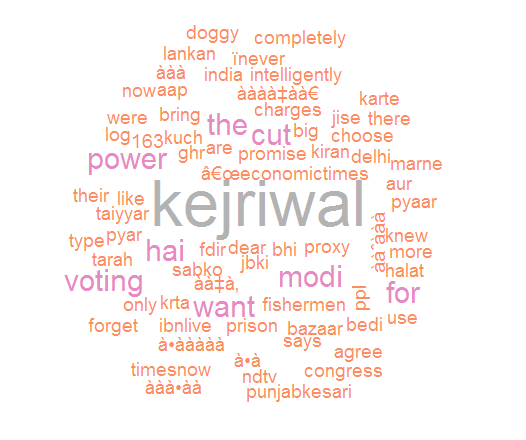 doggy completely
lankan ïnever
ààà india intelligently
now aap àààà‡àà€
were bring charges karte
log 163 kuch the cut big jise there choose
power ghr are promise kiran delhi marne
â€œeconomictimes aur
their like kejriwal pyaar
taiyyar
type pyar hai fdir dear bhi proxy ààˆààà knew
tarah jbki more
voting sabko modi halat
àà‡à, for
only krta want fishermen ppl use
forget ibnlive prison bazaar bedi
à•ààààà says agree
timesnow à•à congress
ààà•àà ndtv punjabkesari